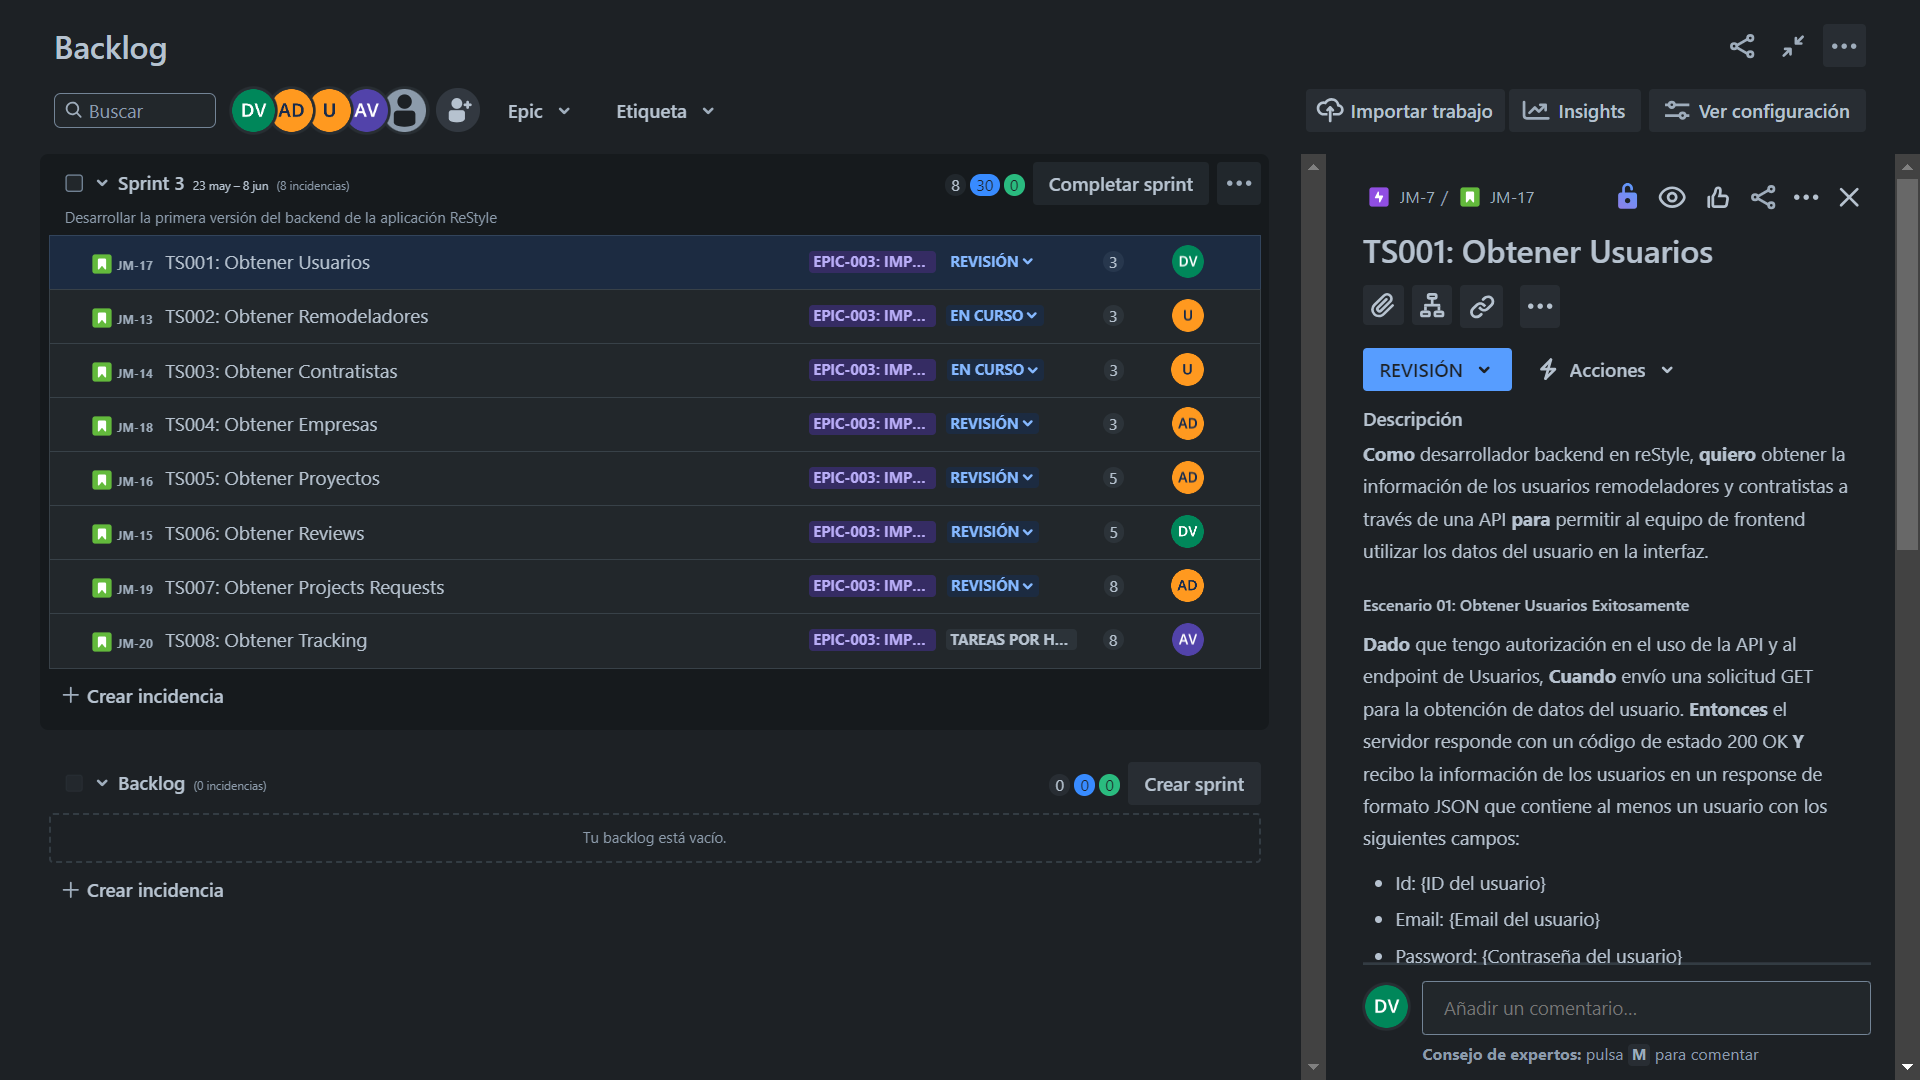 Backlog
Buscar
DV AD U AV
Epic
Etiqueta
Importar trabajo
Insights
Ver configuración
Sprint 3 23 may – 8 jun (8 incidencias)
8 30 0
Completar sprint
Desarrollar la primera versión del backend de la aplicación ReStyle
JM-17 TS001: Obtener Usuarios EPIC-003: IMP... REVISIÓN 3 DV
JM-13 TS002: Obtener Remodeladores EPIC-003: IMP... EN CURSO 3 U
JM-14 TS003: Obtener Contratistas EPIC-003: IMP... EN CURSO 3 U
JM-18 TS004: Obtener Empresas EPIC-003: IMP... REVISIÓN 3 AD
JM-16 TS005: Obtener Proyectos EPIC-003: IMP... REVISIÓN 5 AD
JM-15 TS006: Obtener Reviews EPIC-003: IMP... REVISIÓN 5 DV
JM-19 TS007: Obtener Projects Requests EPIC-003: IMP... REVISIÓN 8 AD
JM-20 TS008: Obtener Tracking EPIC-003: IMP... TAREAS POR H... 8 AV
+ Crear incidencia
Backlog (0 incidencias)
0 0 0
Crear sprint
Tu backlog está vacío.
+ Crear incidencia
JM-7 / JM-17
TS001: Obtener Usuarios
REVISIÓN
Acciones
Descripción
Como desarrollador backend en reStyle, quiero obtener la
información de los usuarios remodeladores y contratistas a
través de una API para permitir al equipo de frontend
utilizar los datos del usuario en la interfaz.
Escenario 01: Obtener Usuarios Exitosamente
Dado que tengo autorización en el uso de la API y al
endpoint de Usuarios, Cuando envío una solicitud GET
para la obtención de datos del usuario. Entonces el
servidor responde con un código de estado 200 OK Y
recibo la información de los usuarios en un response de
formato JSON que contiene al menos un usuario con los
siguientes campos:
• Id: {ID del usuario}
• Email: {Email del usuario}
• Password: {Contraseña del usuario}
DV
Añadir un comentario...
Consejo de expertos: pulsa M para comentar